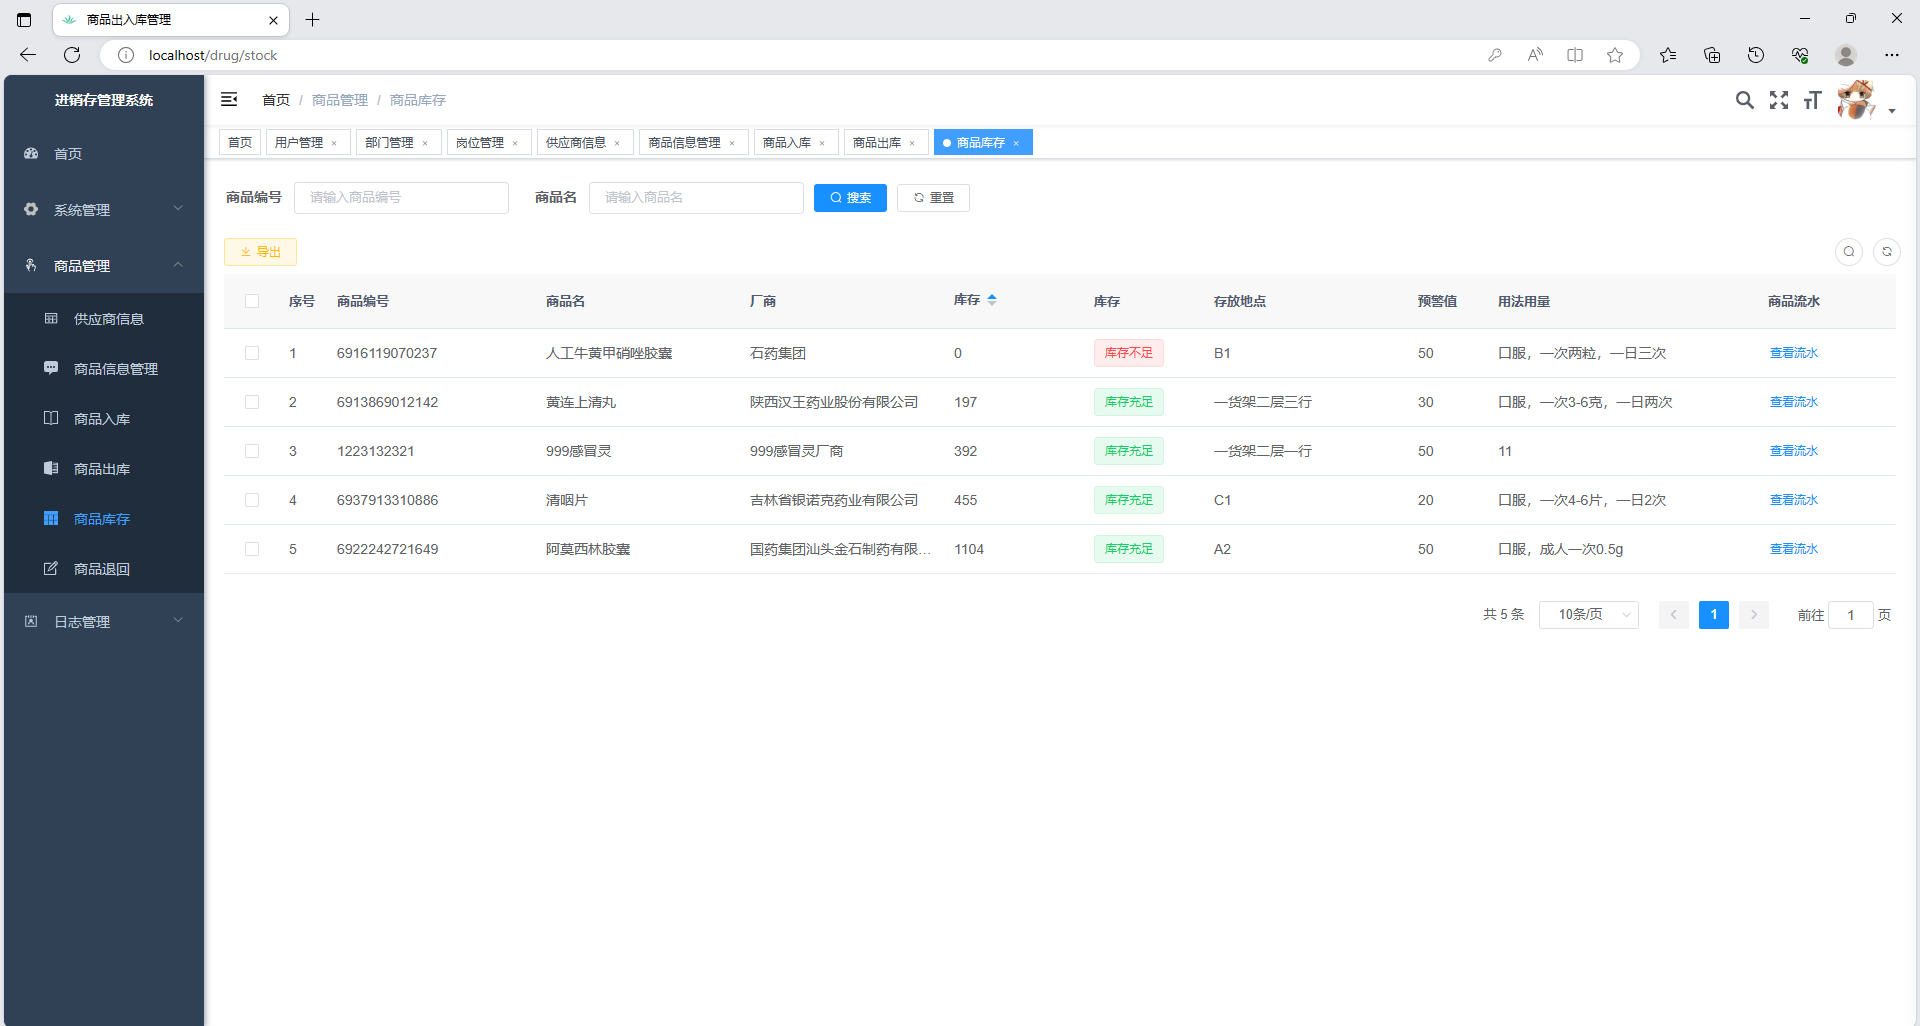 商品出入库管理
localhost/drug/stock
进销存管理系统
首页 / 商品管理 / 商品库存
首页
用户管理 ×
部门管理 ×
岗位管理 ×
供应商信息 ×
商品信息管理 ×
商品入库 ×
商品出库 ×
商品库存 ×
首页
系统管理
商品管理
供应商信息
商品信息管理
商品入库
商品出库
商品库存
商品退回
日志管理
商品编号 请输入商品编号 商品名 请输入商品名 搜索 重置
导出
序号 商品编号 商品名 厂商 库存 库存 存放地点 预警值 用法用量 商品流水
1 6916119070237 人工牛黄甲硝唑胶囊 石药集团 0 库存不足 B1 50 口服，一次两粒，一日三次 查看流水
2 6913869012142 黄连上清丸 陕西汉王药业股份有限公司 197 库存充足 一货架二层三行 30 口服，一次3-6克，一日两次 查看流水
3 1223132321 999感冒灵 999感冒灵厂商 392 库存充足 一货架二层一行 50 11 查看流水
4 6937913310886 清咽片 吉林省银诺克药业有限公司 455 库存充足 C1 20 口服，一次4-6片，一日2次 查看流水
5 6922242721649 阿莫西林胶囊 国药集团汕头金石制药有限... 1104 库存充足 A2 50 口服，成人一次0.5g 查看流水
共 5 条 10条/页 1 前往 1 页